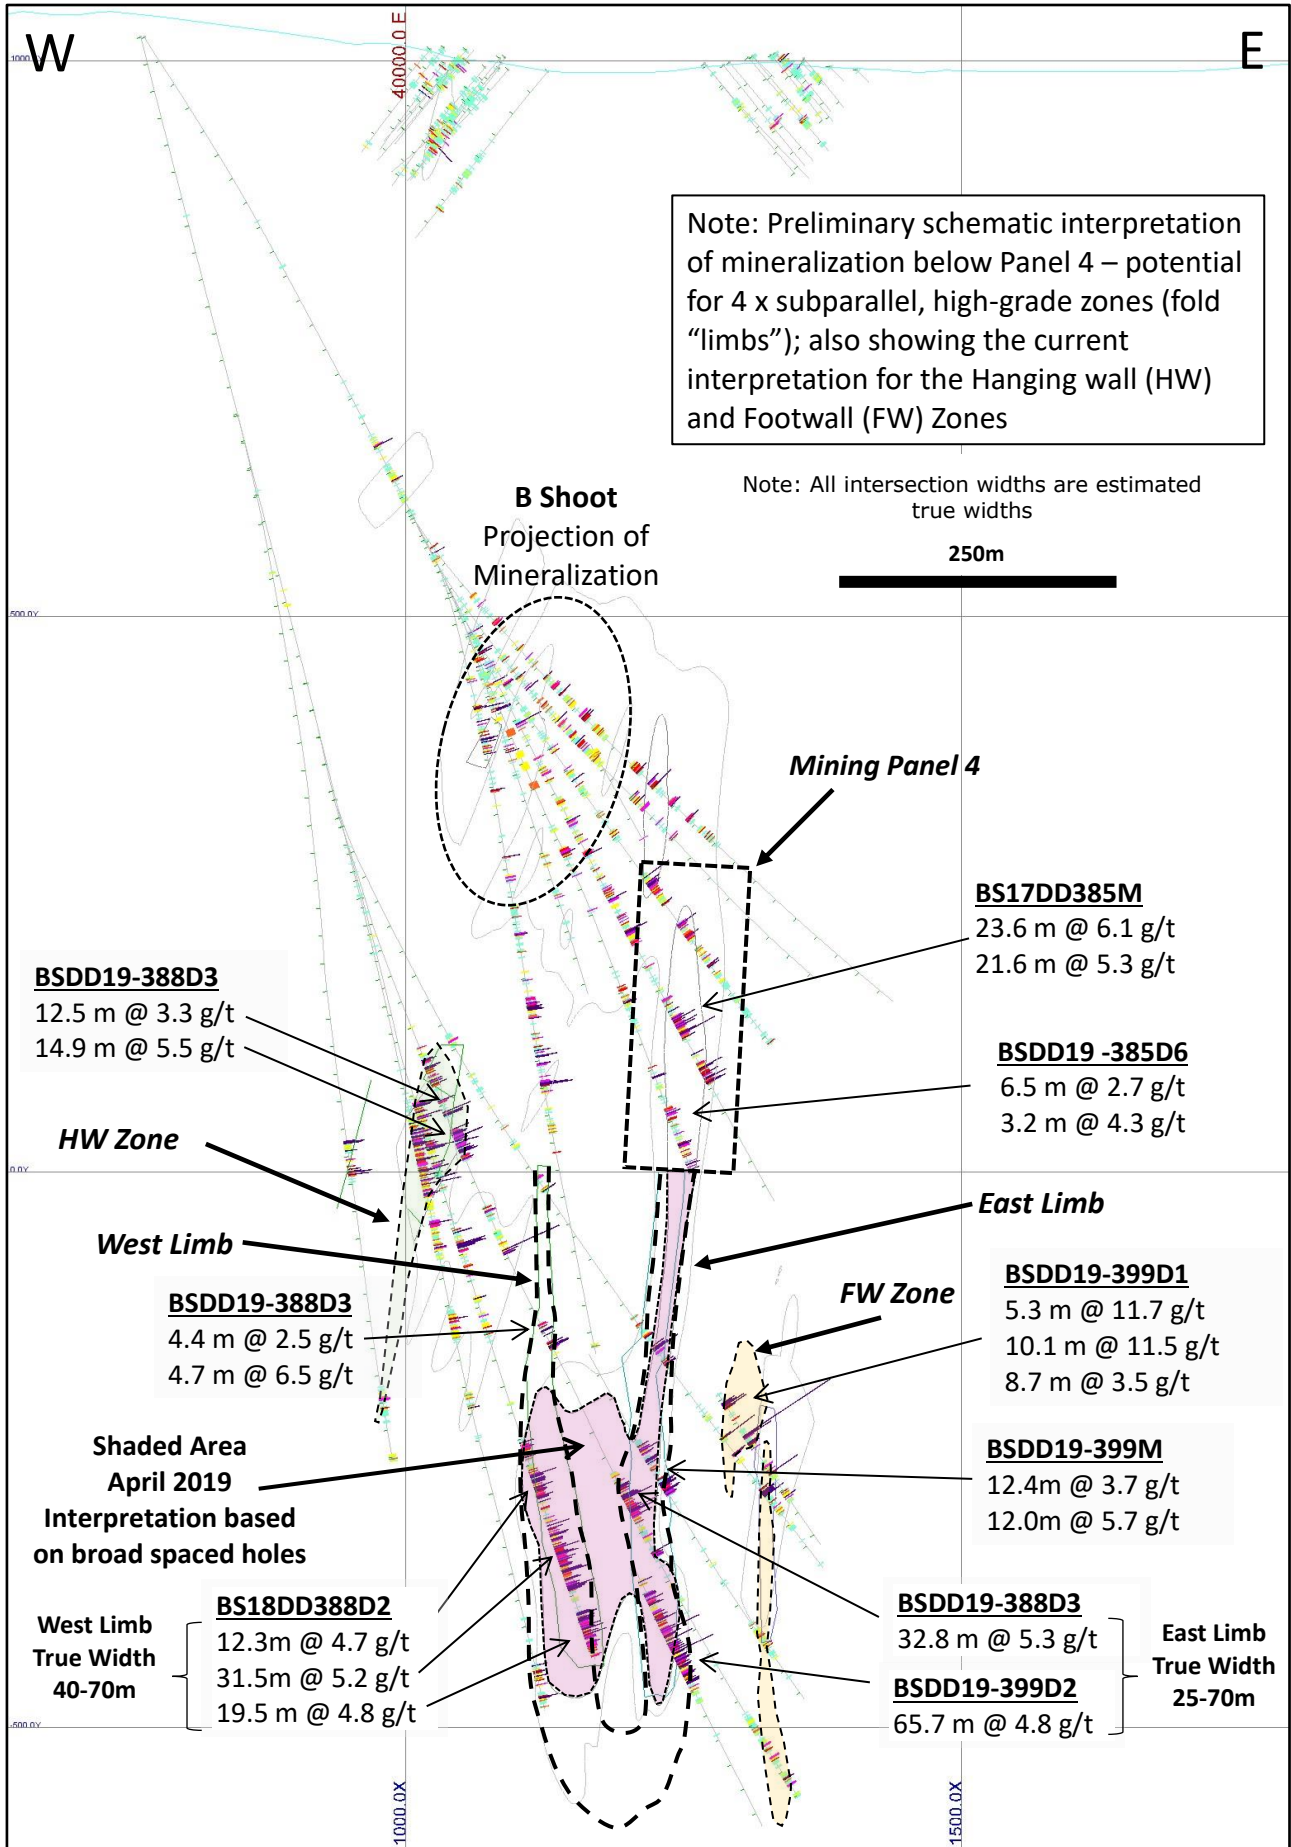 W
E
40000.0 E
1000.0Y
Note: Preliminary schematic interpretation
of mineralization below Panel 4 – potential
for 4 x subparallel, high-grade zones (fold
“limbs”); also showing the current
interpretation for the Hanging wall (HW)
and Footwall (FW) Zones
Note: All intersection widths are estimated
true widths
250m
B Shoot
Projection of
Mineralization
500.0Y
Mining Panel 4
BS17DD385M
23.6 m @ 6.1 g/t
21.6 m @ 5.3 g/t
BSDD19-388D3
12.5 m @ 3.3 g/t
14.9 m @ 5.5 g/t
BSDD19 -385D6
6.5 m @ 2.7 g/t
3.2 m @ 4.3 g/t
HW Zone
0.0Y
East Limb
West Limb
FW Zone
BSDD19-399D1
5.3 m @ 11.7 g/t
10.1 m @ 11.5 g/t
8.7 m @ 3.5 g/t
BSDD19-388D3
4.4 m @ 2.5 g/t
4.7 m @ 6.5 g/t
Shaded Area
April 2019
Interpretation based
on broad spaced holes
BSDD19-399M
12.4m @ 3.7 g/t
12.0m @ 5.7 g/t
West Limb
True Width
40-70m
BS18DD388D2
12.3m @ 4.7 g/t
31.5m @ 5.2 g/t
19.5 m @ 4.8 g/t
BSDD19-388D3
32.8 m @ 5.3 g/t
BSDD19-399D2
65.7 m @ 4.8 g/t
East Limb
True Width
25-70m
-500.0Y
1000.0X
1500.0X